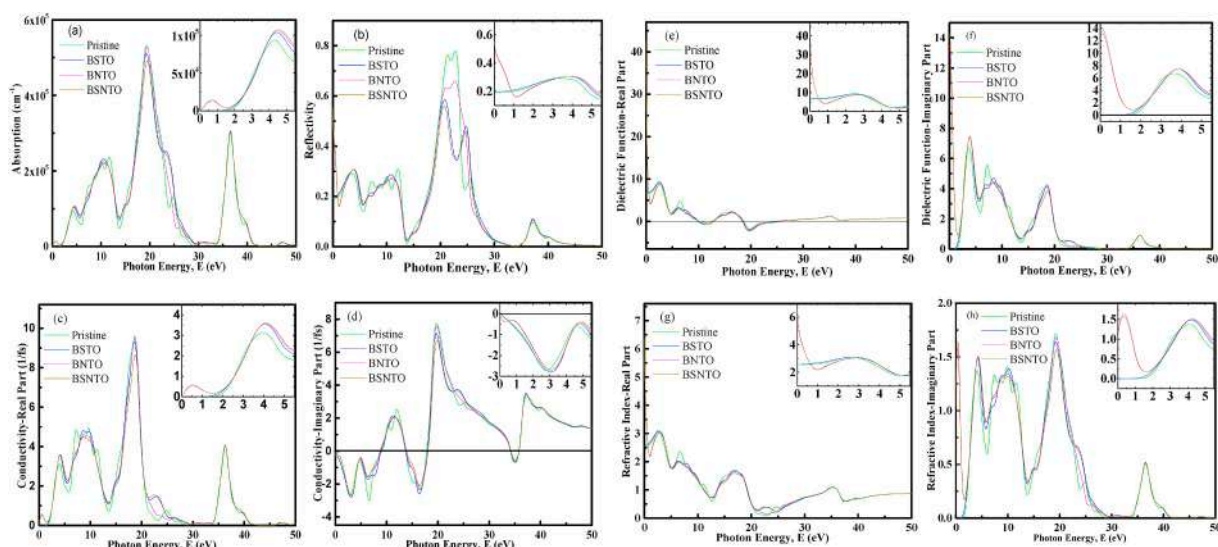 (a)
Absorption (cm⁻¹)
6x10⁵
4x10⁵
2x10⁵
0
Pristine
BSTO
BNTO
BSNTO
1x10⁵
5x10⁴
0
0 1 2 3 4 5
0 10 20 30 40 50
Photon Energy, E (eV)
(b)
Reflectivity
0.8
0.6
0.4
0.2
0.0
Pristine
BSTO
BNTO
BSNTO
0.4
0.2
0 1 2 3 4 5
0 10 20 30 40 50
Photon Energy, E (eV)
(e)
Dielectric Function-Real Part
40
30
20
10
0
Pristine
BSTO
BNTO
BSNTO
40
30
20
10
0
0 1 2 3 4 5
0 10 20 30 40 50
Photon Energy, E (eV)
(f)
Dielectric Function-Imaginary Part
14
12
10
8
6
4
2
0
Pristine
BSTO
BNTO
BSNTO
14
12
10
8
6
4
2
0
0 1 2 3 4 5
0 10 20 30 40 50
Photon Energy, E (eV)
(c)
Conductivity-Real Part (1/fs)
10
8
6
4
2
0
Pristine
BSTO
BNTO
BSNTO
4
3
2
1
0
0 1 2 3 4 5
0 10 20 30 40 50
Photon Energy, E (eV)
(d)
Conductivity-Imaginary Part (1/fs)
8
6
4
2
0
-2
-4
Pristine
BSTO
BNTO
BSNTO
0
-1
-2
-3
0 1 2 3 4 5
0 10 20 30 40 50
Photon Energy, E (eV)
(g)
Refractive Index-Real Part
7
6
5
4
3
2
1
0
Pristine
BSTO
BNTO
BSNTO
6
4
2
0 1 2 3 4 5
0 10 20 30 40 50
Photon Energy, E (eV)
(h)
Refractive Index-Imaginary Part
2.0
1.5
1.0
0.5
0.0
Pristine
BSTO
BNTO
BSNTO
1.5
1.0
0.5
0.0
0 1 2 3 4 5
0 10 20 30 40 50
Photon Energy, E (eV)